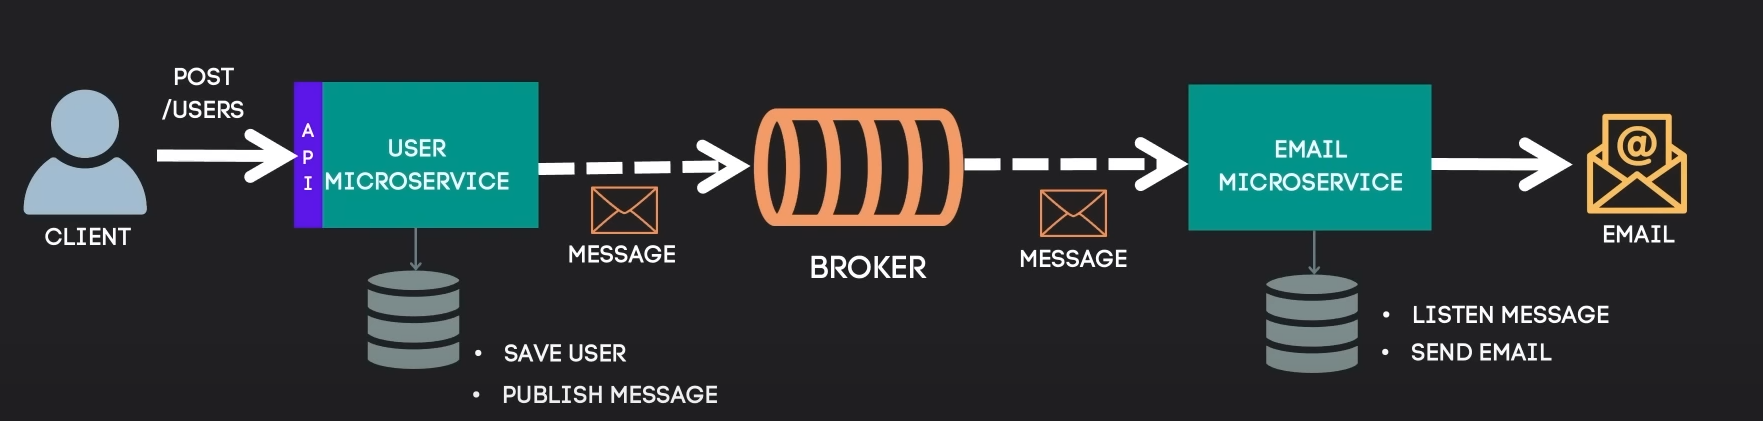 POST
/USERS
CLIENT
API
USER
MICROSERVICE
SAVE USER
PUBLISH MESSAGE
MESSAGE
BROKER
MESSAGE
EMAIL
MICROSERVICE
LISTEN MESSAGE
SEND EMAIL
@
EMAIL